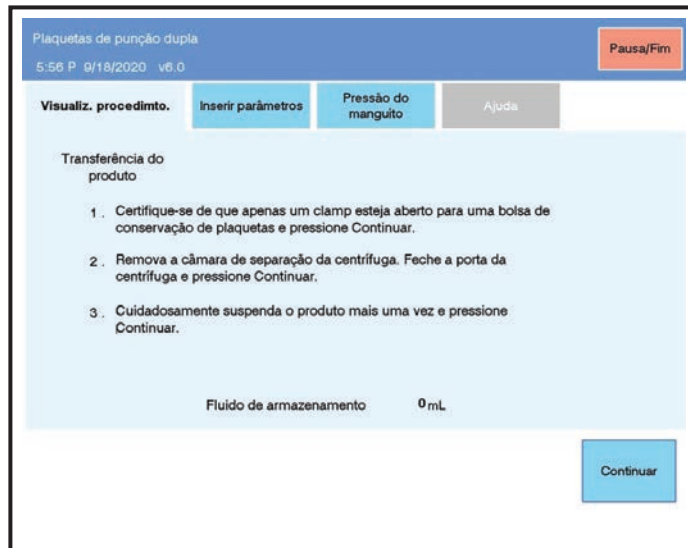 Plaquetas de punção dupla
5:56 P 9/18/2020 v6.0
Pausa/Fim
Visualiz. procedimto.
Inserir parâmetros
Pressão do
manguito
Ajuda
Transferência do
produto
1. Certifique-se de que apenas um clamp esteja aberto para uma bolsa de
conservação de plaquetas e pressione Continuar.
2. Remova a câmara de separação da centrífuga. Feche a porta da
centrífuga e pressione Continuar.
3. Cuidadosamente suspenda o produto mais uma vez e pressione
Continuar.
Fluido de armazenamento 0 mL
Continuar